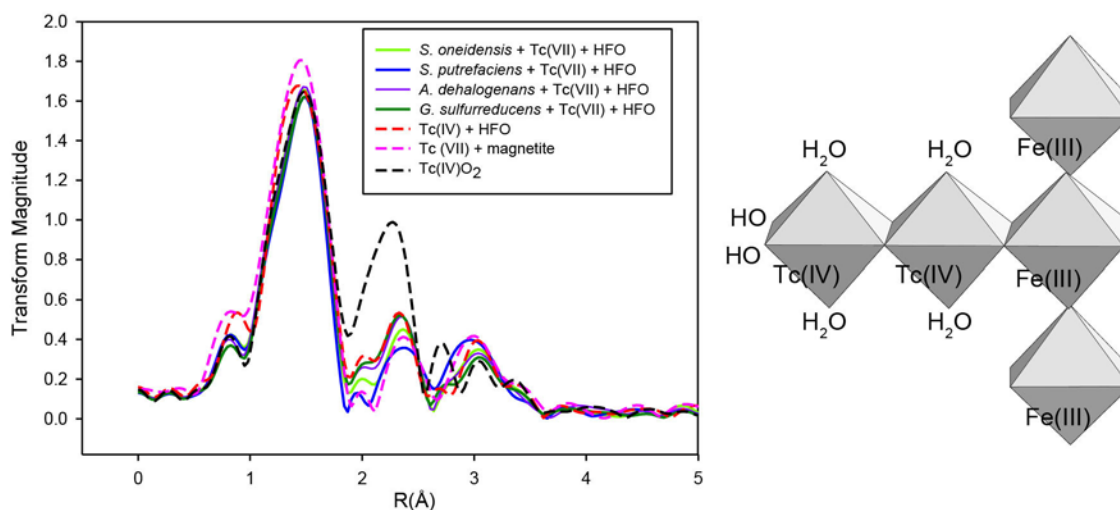 2.0
1.8
1.6
1.4
1.2
1.0
0.8
0.6
0.4
0.2
0.0
Transform Magnitude
0
1
2
3
4
5
R(Å)
S. oneidensis + Tc(VII) + HFO
S. putrefaciens + Tc(VII) + HFO
A. dehalogenans + Tc(VII) + HFO
G. sulfurreducens + Tc(VII) + HFO
Tc(IV) + HFO
Tc (VII) + magnetite
Tc(IV)O2
Fe(III)
H2O
H2O
HO
HO
Tc(IV)
Tc(IV)
Fe(III)
H2O
H2O
Fe(III)